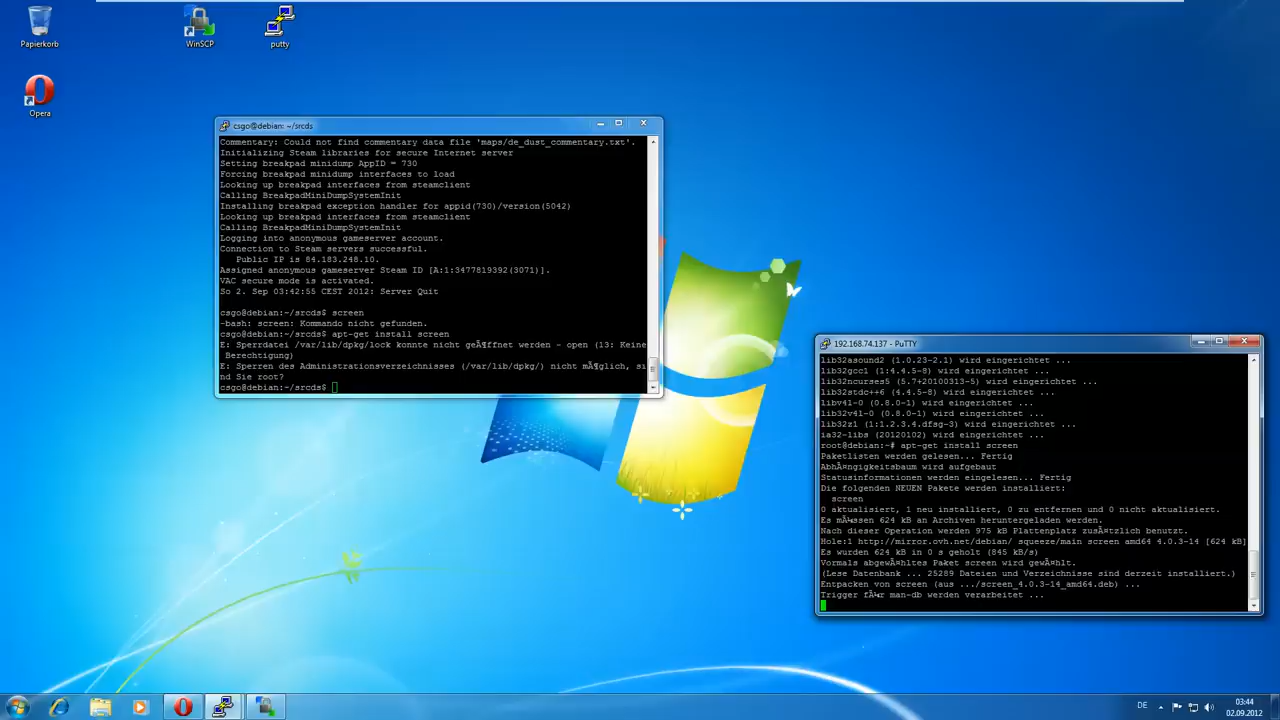 Papierkorb
WinSCP
putty
Opera
csgo@debian: ~/srcds
Commentary: Could not find commentary data file 'maps/de_dust_commentary.txt'.
Initializing Steam libraries for secure Internet server
Setting breakpad minidump AppID = 730
Forcing breakpad minidump interfaces to load
Looking up breakpad interfaces from steamclient
Calling BreakpadMiniDumpSystemInit
Installing breakpad exception handler for appid(730)/version(5042)
Looking up breakpad interfaces from steamclient
Calling BreakpadMiniDumpSystemInit
Logging into anonymous gameserver account.
Connection to Steam servers successful.
Public IP is 84.183.248.10.
Assigned anonymous gameserver Steam ID [A:1:3477819392(3071)].
VAC secure mode is activated.
So 2. Sep 03:42:55 CEST 2012: Server Quit
csgo@debian:~/srcds$ screen
-bash: screen: Kommando nicht gefunden.
csgo@debian:~/srcds$ apt-get install screen
E: Sperrdatei /var/lib/dpkg/lock konnte nicht geÃ¶ffnet werden - open (13: Keine
Berechtigung)
E: Sperren des Administrationsverzeichnisses (/var/lib/dpkg/) nicht mÃ¶glich, si
nd Sie root?
csgo@debian:~/srcds$
192.168.74.137 - PuTTY
lib32asound2 (1.0.23-2.1) wird eingerichtet ...
lib32gcc1 (1:4.4.5-8) wird eingerichtet ...
lib32ncurses5 (5.7+20100313-5) wird eingerichtet ...
lib32stdc++6 (4.4.5-8) wird eingerichtet ...
libv4l-0 (0.8.0-1) wird eingerichtet ...
lib32v4l-0 (0.8.0-1) wird eingerichtet ...
lib32z1 (1:1.2.3.4.dfsg-3) wird eingerichtet ...
ia32-libs (20120102) wird eingerichtet ...
root@debian:~# apt-get install screen
Paketlisten werden gelesen... Fertig
AbhÃ¤ngigkeitsbaum wird aufgebaut
Statusinformationen werden eingelesen... Fertig
Die folgenden NEUEN Pakete werden installiert:
screen
0 aktualisiert, 1 neu installiert, 0 zu entfernen und 0 nicht aktualisiert.
Es mÃ¼ssen 624 kB an Archiven heruntergeladen werden.
Nach dieser Operation werden 975 kB Plattenplatz zusÃ¤tzlich benutzt.
Hole:1 http://mirror.ovh.net/debian/ squeeze/main screen amd64 4.0.3-14 [624 kB]
Es wurden 624 kB in 0 s geholt (845 kB/s)
Vormals abgewÃ¤hltes Paket screen wird gewÃ¤hlt.
(Lese Datenbank ... 25289 Dateien und Verzeichnisse sind derzeit installiert.)
Entpacken von screen (aus .../screen_4.0.3-14_amd64.deb) ...
Trigger fÃ¼r man-db werden verarbeitet ...
DE
03:44
02.09.2012